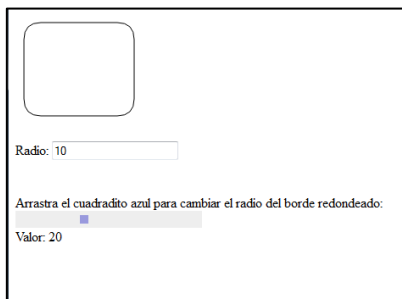 Radio: 10
Arrastra el cuadradito azul para cambiar el radio del borde redondeado:
Valor: 20